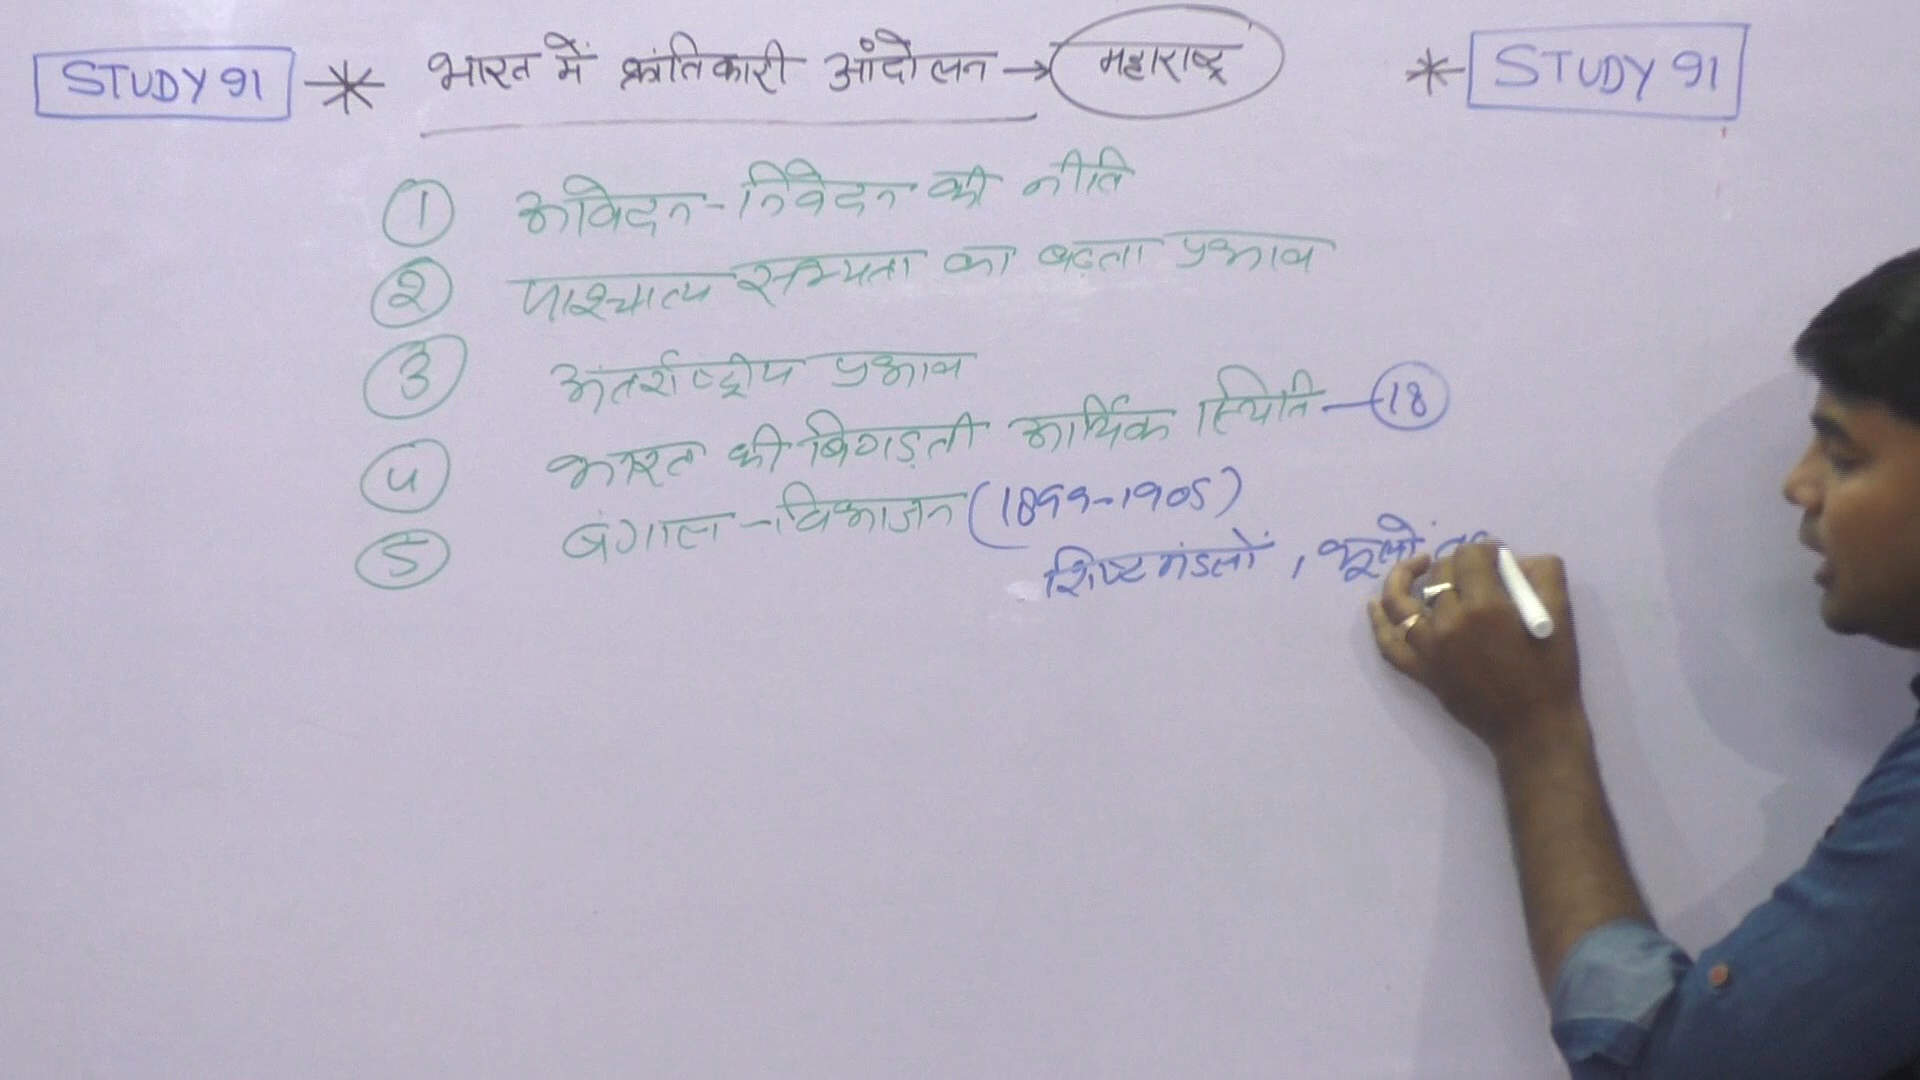 STUDY 91 * भारत में क्रांतिकारी आंदोलन → महाराष्ट्र * STUDY 91
① आवेदन - निवेदन की नीति
② पाश्चात्य सभ्यता का बढ़ता प्रभाव
③ अंतर्राष्ट्रीय प्रभाव
④ भारत की बिगड़ती आर्थिक स्थिति - 18
⑤ बंगाल - विभाजन (1899-1905)
शिष्टमंडलों, भूलों